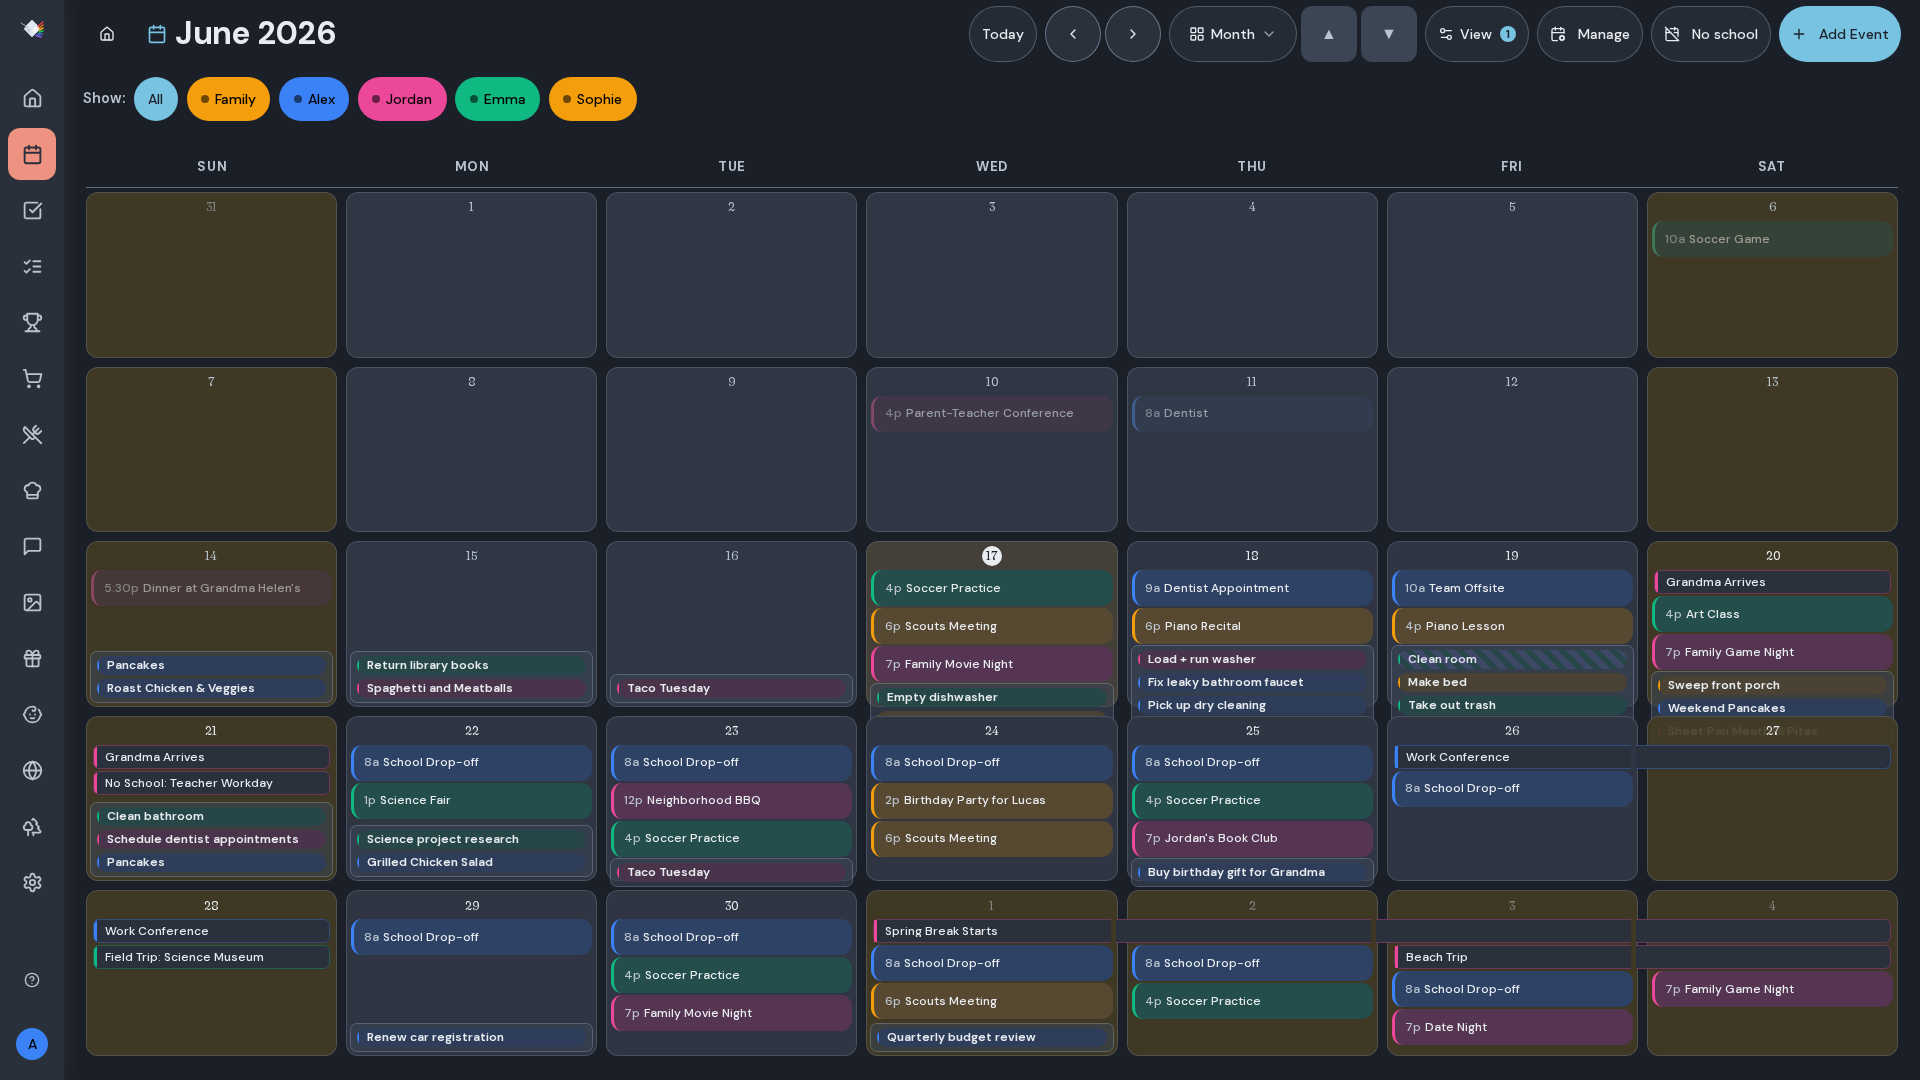 June 2026
Today
Month
View 1
Manage
No school
Add Event
Show:
All
Family
Alex
Jordan
Emma
Sophie
SUN MON TUE WED THU FRI SAT
31 1 2 3 4 5 6
10a Soccer Game
7 8 9 10 11 12 13
4p Parent-Teacher Conference
8a Dentist
14 15 16 17 18 19 20
5:30p Dinner at Grandma Helen's
Pancakes
Roast Chicken & Veggies
Return library books
Spaghetti and Meatballs
Taco Tuesday
4p Soccer Practice
6p Scouts Meeting
7p Family Movie Night
Empty dishwasher
9a Dentist Appointment
6p Piano Recital
Load + run washer
Fix leaky bathroom faucet
Pick up dry cleaning
10a Team Offsite
4p Piano Lesson
Clean room
Make bed
Take out trash
Grandma Arrives
4p Art Class
7p Family Game Night
Sweep front porch
Weekend Pancakes
Sheet Pan Meatball Pitas
21 22 23 24 25 26 27
Grandma Arrives
No School: Teacher Workday
Clean bathroom
Schedule dentist appointments
Pancakes
8a School Drop-off
1p Science Fair
Science project research
Grilled Chicken Salad
8a School Drop-off
12p Neighborhood BBQ
4p Soccer Practice
Taco Tuesday
8a School Drop-off
2p Birthday Party for Lucas
6p Scouts Meeting
8a School Drop-off
4p Soccer Practice
7p Jordan's Book Club
Buy birthday gift for Grandma
Work Conference
8a School Drop-off
28 29 30 1 2 3 4
Work Conference
Field Trip: Science Museum
8a School Drop-off
Renew car registration
8a School Drop-off
4p Soccer Practice
7p Family Movie Night
Spring Break Starts
8a School Drop-off
6p Scouts Meeting
Quarterly budget review
8a School Drop-off
4p Soccer Practice
Beach Trip
8a School Drop-off
7p Date Night
7p Family Game Night
A